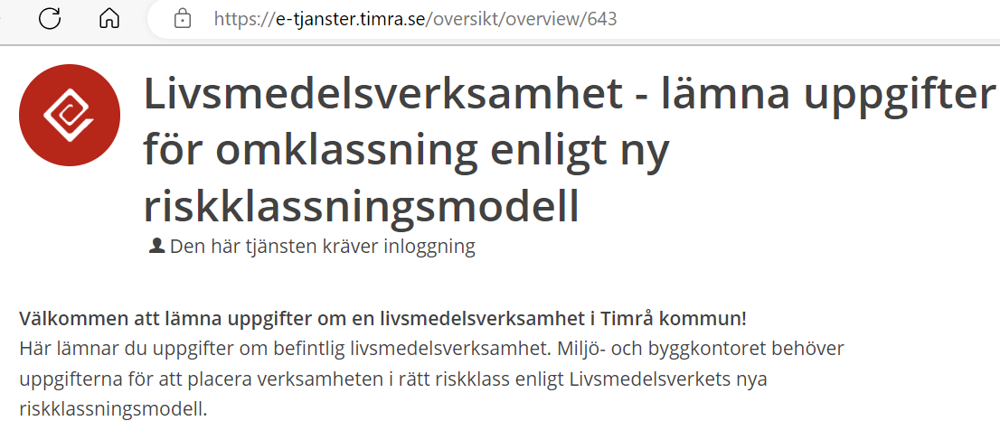 https://e-tjanster.timra.se/oversikt/overview/643
Livsmedelsverksamhet - lämna uppgifter
för omklassning enligt ny
riskklassningsmodell
Den här tjänsten kräver inloggning
Välkommen att lämna uppgifter om en livsmedelsverksamhet i Timrå kommun!
Här lämnar du uppgifter om befintlig livsmedelsverksamhet. Miljö- och byggkontoret behöver
uppgifterna för att placera verksamheten i rätt riskklass enligt Livsmedelsverkets nya
riskklassningsmodell.